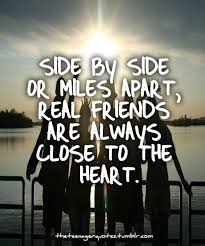 SIDE BY SIDE
OR MILES APART,
REAL FRIENDS
ARE ALWAYS
CLOSE TO THE
HEART.
theteenagerquotes.tumblr.com